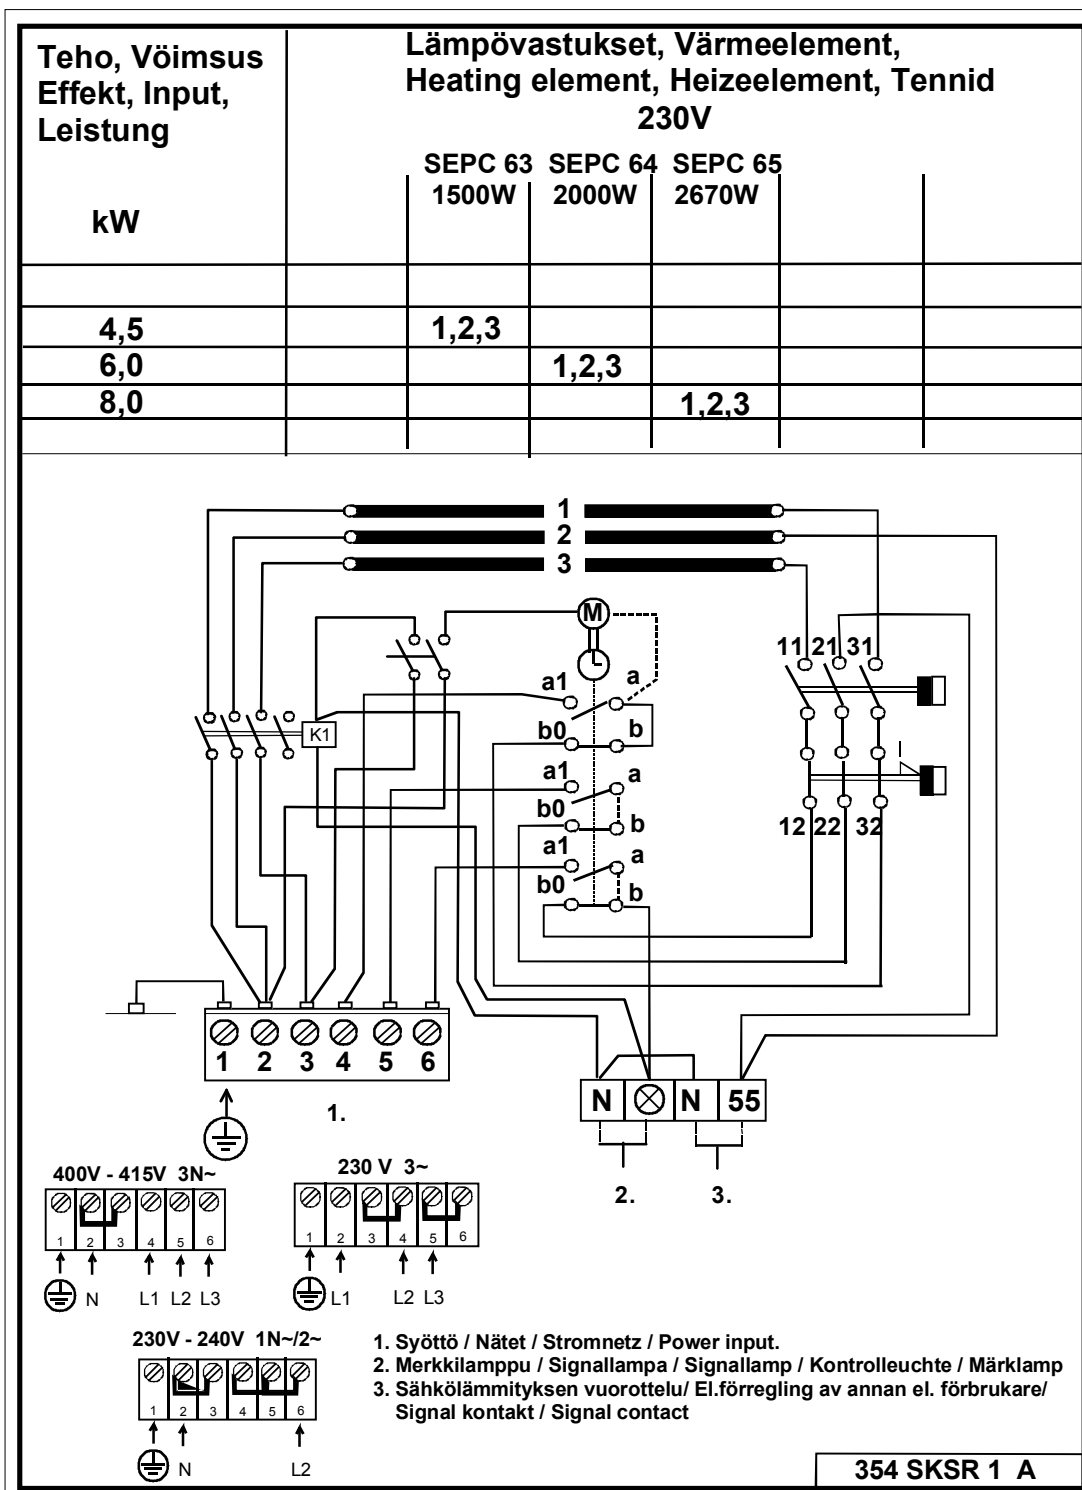 Teho, Vöimsus
Effekt, Input,
Leistung
kW
Lämpövastukset, Värmeelement,
Heating element, Heizeelement, Tennid
230V
SEPC 63 SEPC 64 SEPC 65
1500W 2000W 2670W
4,5 1,2,3
6,0 1,2,3
8,0 1,2,3
1
2
3
M
11 21 31
a1 a
b0 b
K1
a1 a
b0 b
a1 a
b0 b
12 22 32
1 2 3 4 5 6
1.
N N 55
2. 3.
400V - 415V 3N~
1 2 3 4 5 6
N L1 L2 L3
230 V 3~
1 2 3 4 5 6
L1 L2 L3
230V - 240V 1N~/2~
1 2 3 4 5 6
N L2
1. Syöttö / Nätet / Stromnetz / Power input.
2. Merkkilamppu / Signallampa / Signallamp / Kontrolleuchte / Märklamp
3. Sähkölämmityksen vuorottelu/ El.förregling av annan el. förbrukare/
Signal kontakt / Signal contact
354 SKSR 1 A